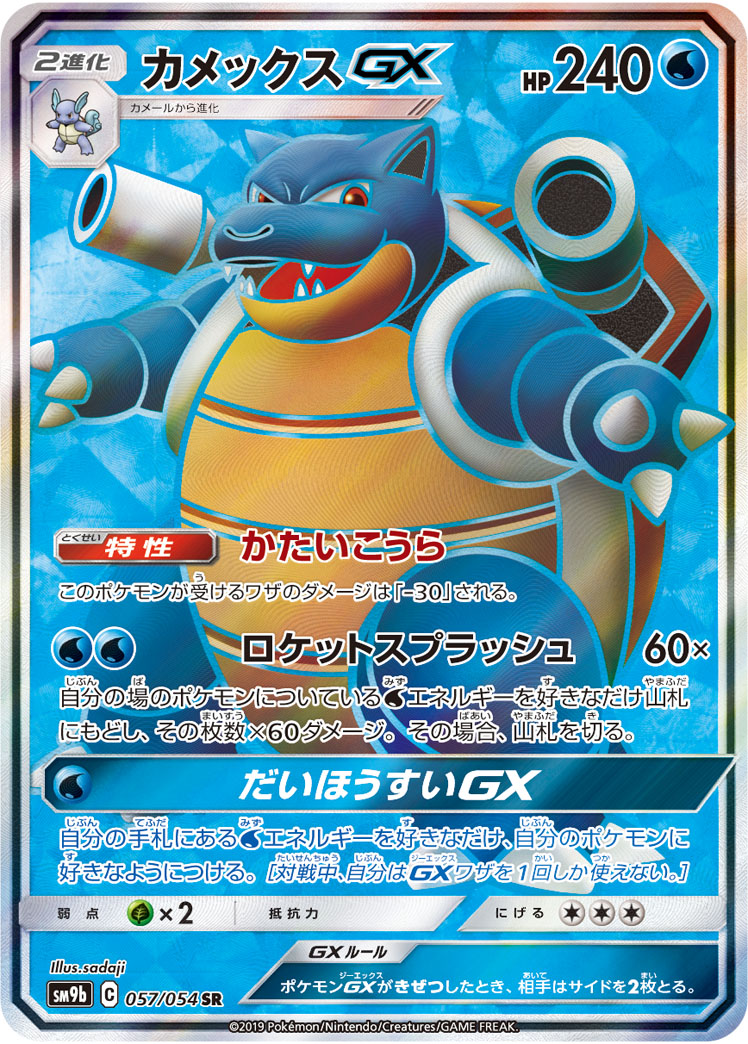 2進化 カメックスGX HP240
カメールから進化
とくせい
特性 かたいこうら
このポケモンが受けるワザのダメージは「-30」される。
ロケットスプラッシュ 60×
自分の場のポケモンについているエネルギーを好きなだけ山札
にもどし、その枚数×60ダメージ。その場合、山札を切る。
だいほうすいGX
自分の手札にあるエネルギーを好きなだけ、自分のポケモンに
好きなようにつける。[対戦中、自分はGXワザを1回しか使えない。]
弱点 ×2 抵抗力 にげる
GXルール
ポケモンGXがきぜつしたとき、相手はサイドを2枚とる。
Illus.sadaji
sm9b C 057/054 SR
©2019 Pokémon/Nintendo/Creatures/GAME FREAK.